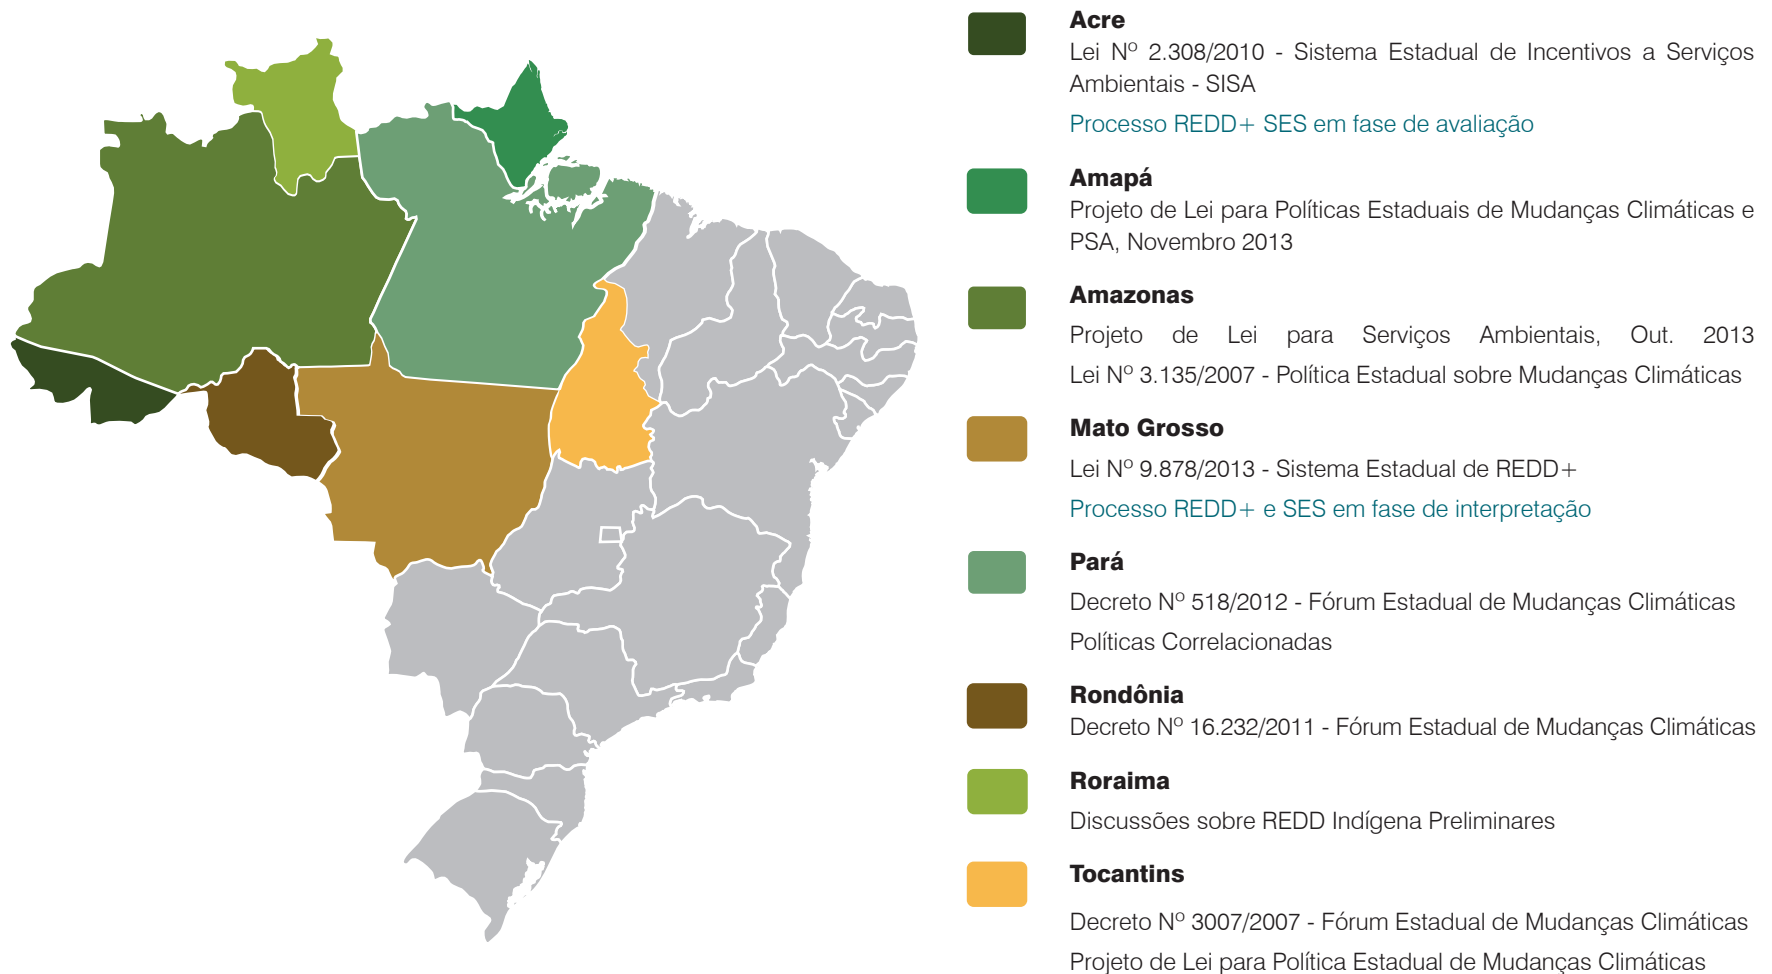 Acre
Lei Nº 2.308/2010 - Sistema Estadual de Incentivos a Serviços
Ambientais - SISA
Processo REDD+ SES em fase de avaliação
Amapá
Projeto de Lei para Políticas Estaduais de Mudanças Climáticas e
PSA, Novembro 2013
Amazonas
Projeto de Lei para Serviços Ambientais, Out. 2013
Lei Nº 3.135/2007 - Política Estadual sobre Mudanças Climáticas
Mato Grosso
Lei Nº 9.878/2013 - Sistema Estadual de REDD+
Processo REDD+ e SES em fase de interpretação
Pará
Decreto Nº 518/2012 - Fórum Estadual de Mudanças Climáticas
Políticas Correlacionadas
Rondônia
Decreto Nº 16.232/2011 - Fórum Estadual de Mudanças Climáticas
Roraima
Discussões sobre REDD Indígena Preliminares
Tocantins
Decreto Nº 3007/2007 - Fórum Estadual de Mudanças Climáticas
Projeto de Lei para Política Estadual de Mudanças Climáticas